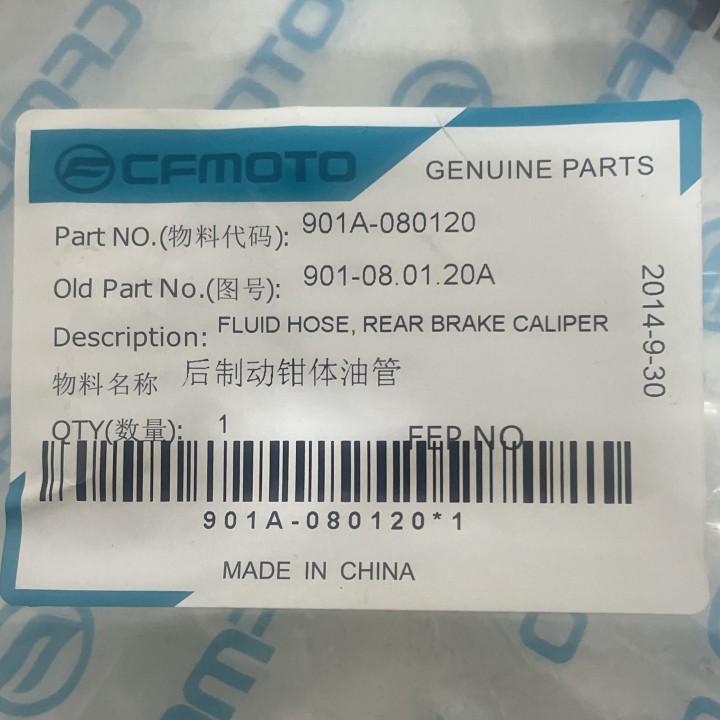 CFMOTO
GENUINE PARTS
Part NO.(物料代码): 901A-080120
Old Part No.(图号): 901-08.01.20A
Description: FLUID HOSE, REAR BRAKE CALIPER
物料名称 后制动钳体油管
QTY(数量): 1
FEP NO
901A-080120*1
MADE IN CHINA
2014-9-30